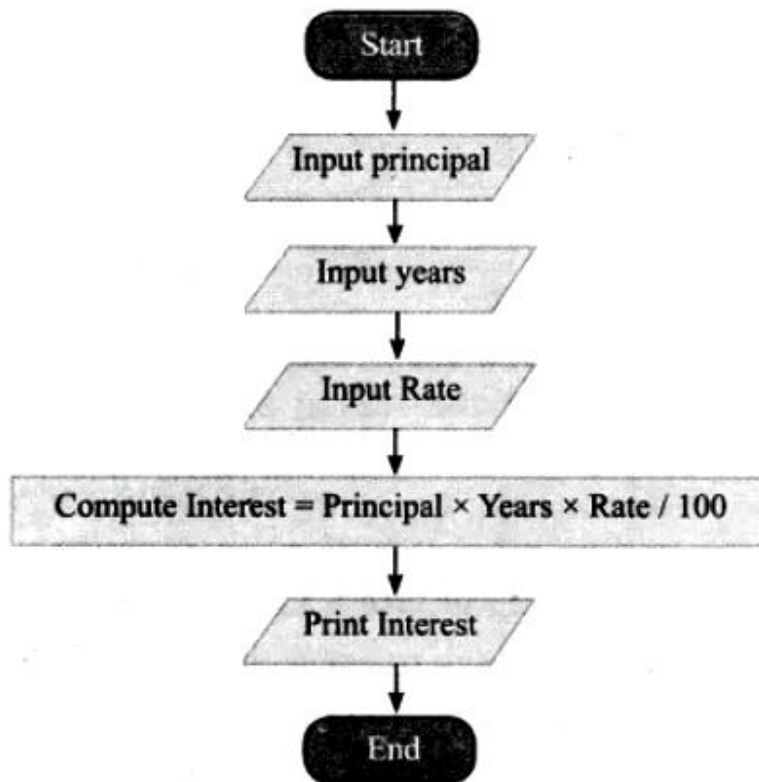 Start
Input principal
Input years
Input Rate
Compute Interest = Principal × Years × Rate / 100
Print Interest
End